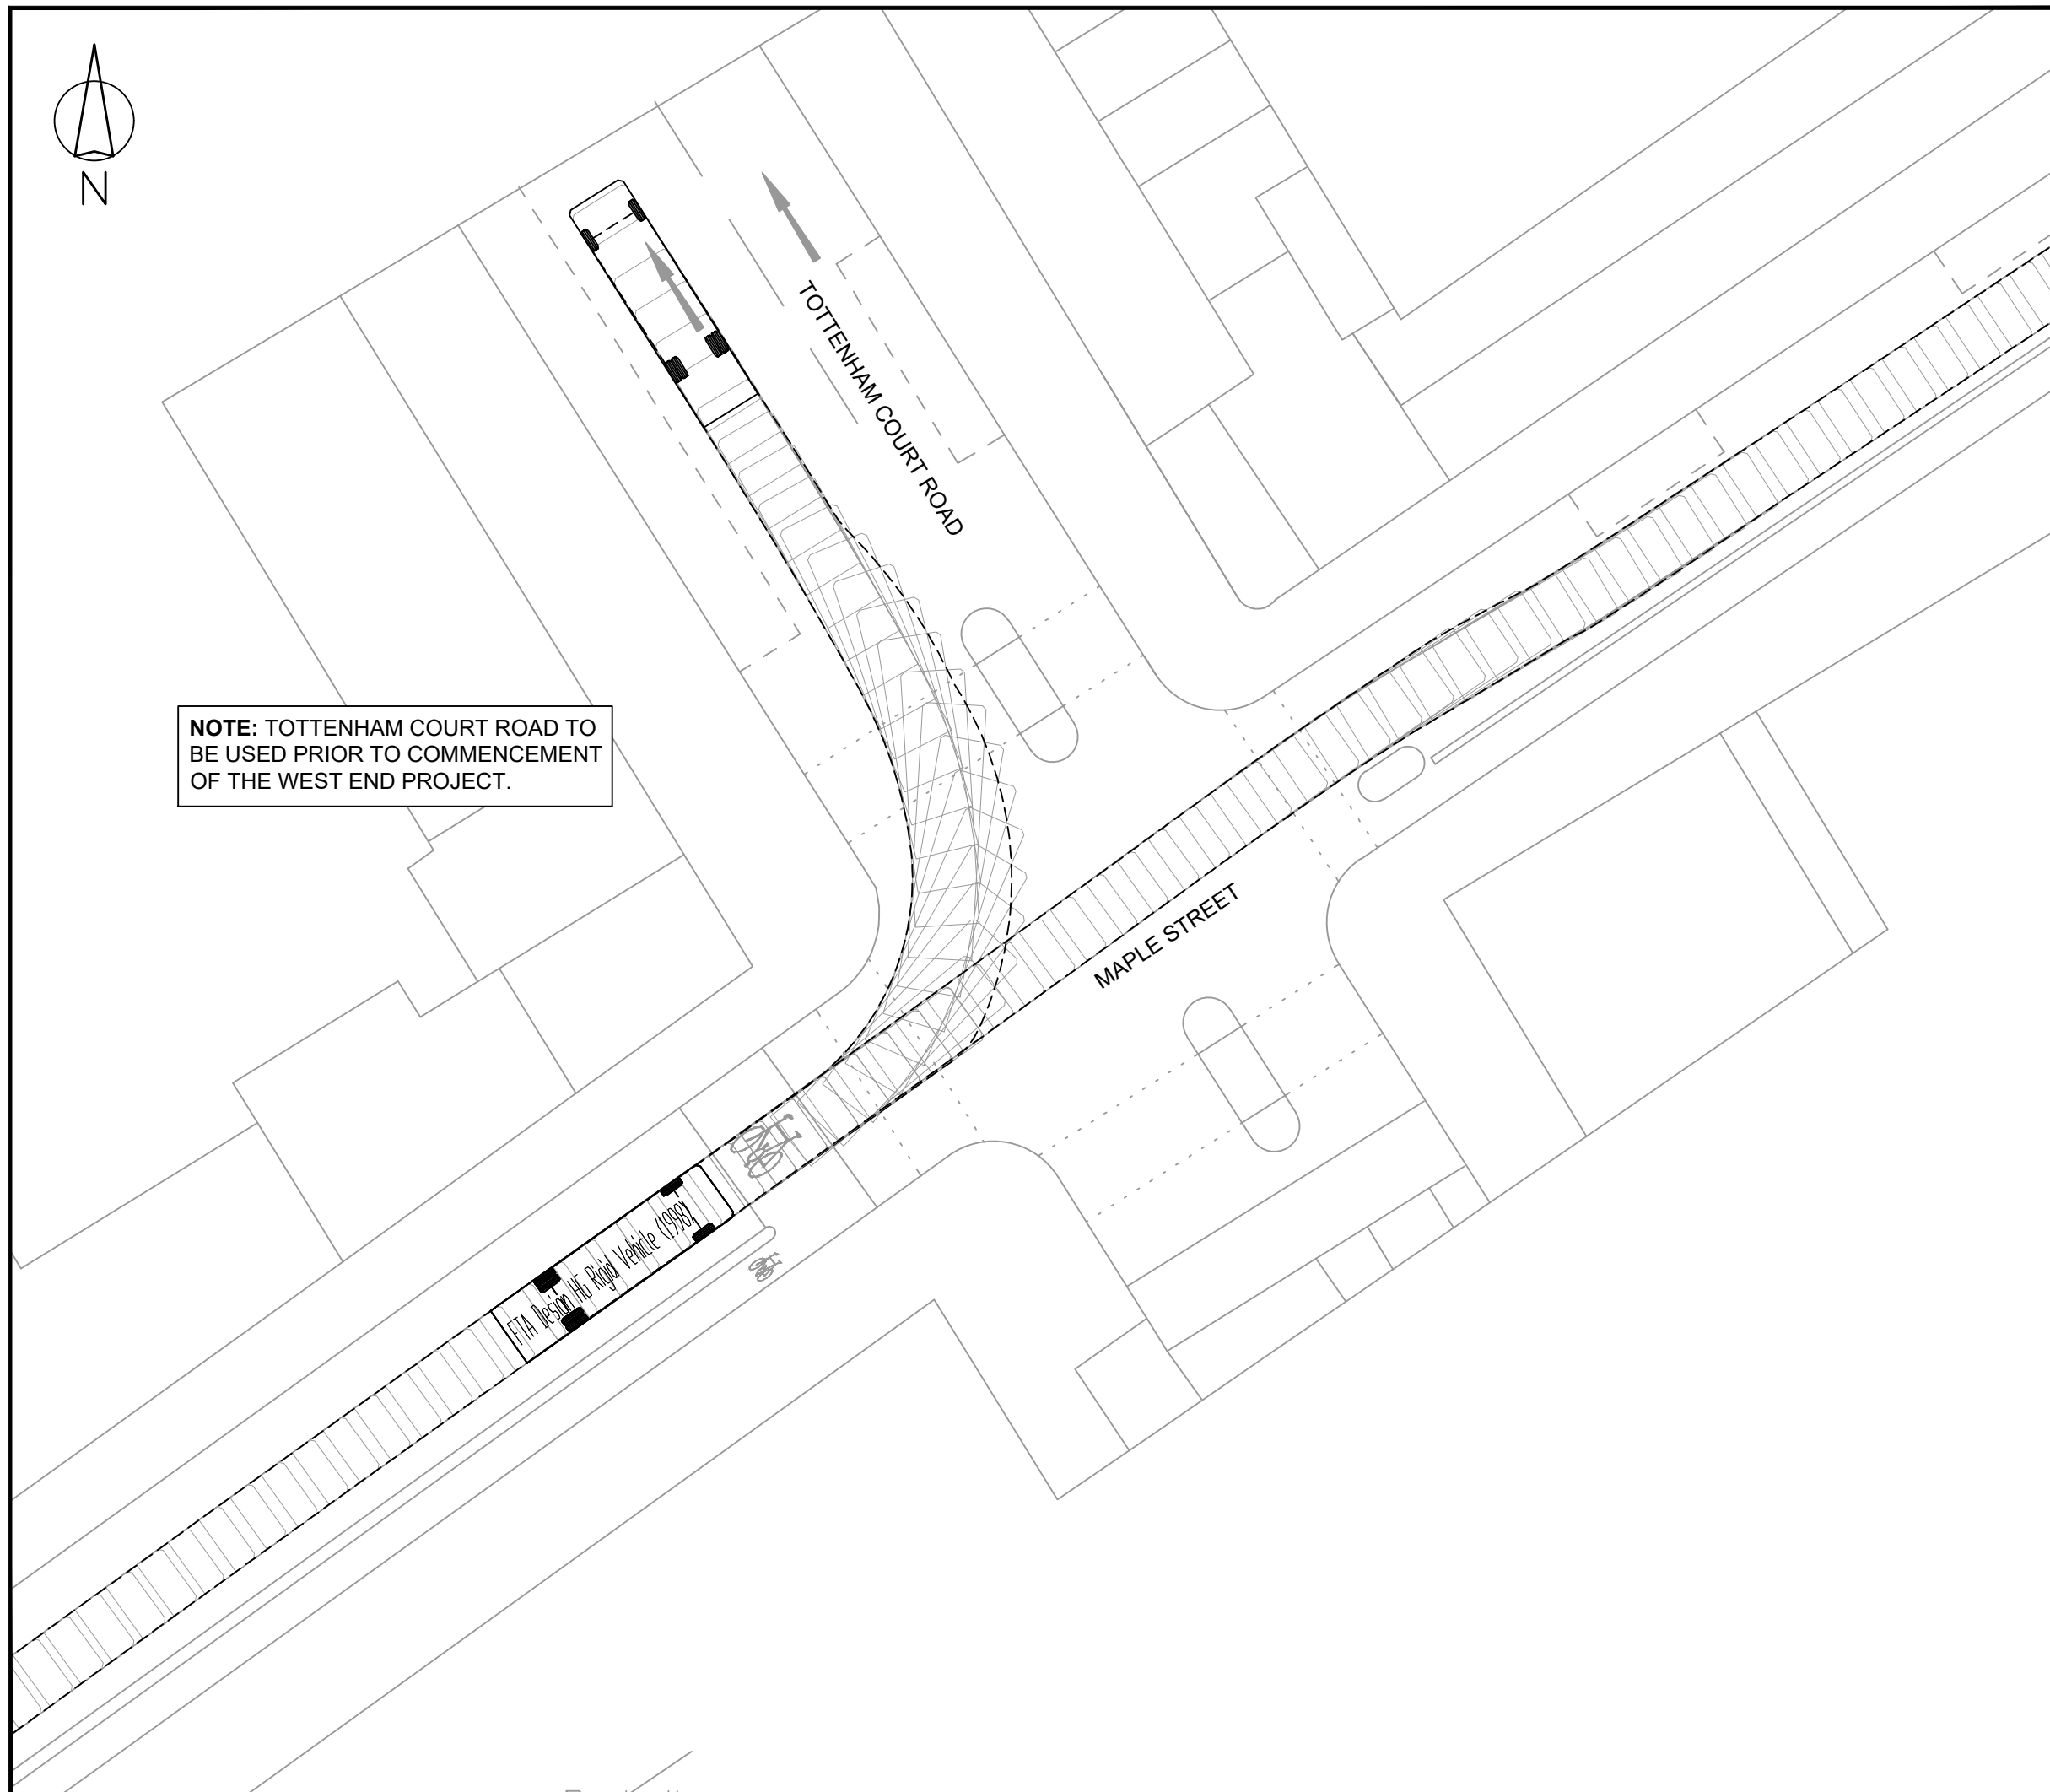 N
TOTTENHAM COURT ROAD
NOTE: TOTTENHAM COURT ROAD TO
BE USED PRIOR TO COMMENCEMENT
OF THE WEST END PROJECT.
MAPLE STREET
FTA Design HG Rigid Vehicle (1998)